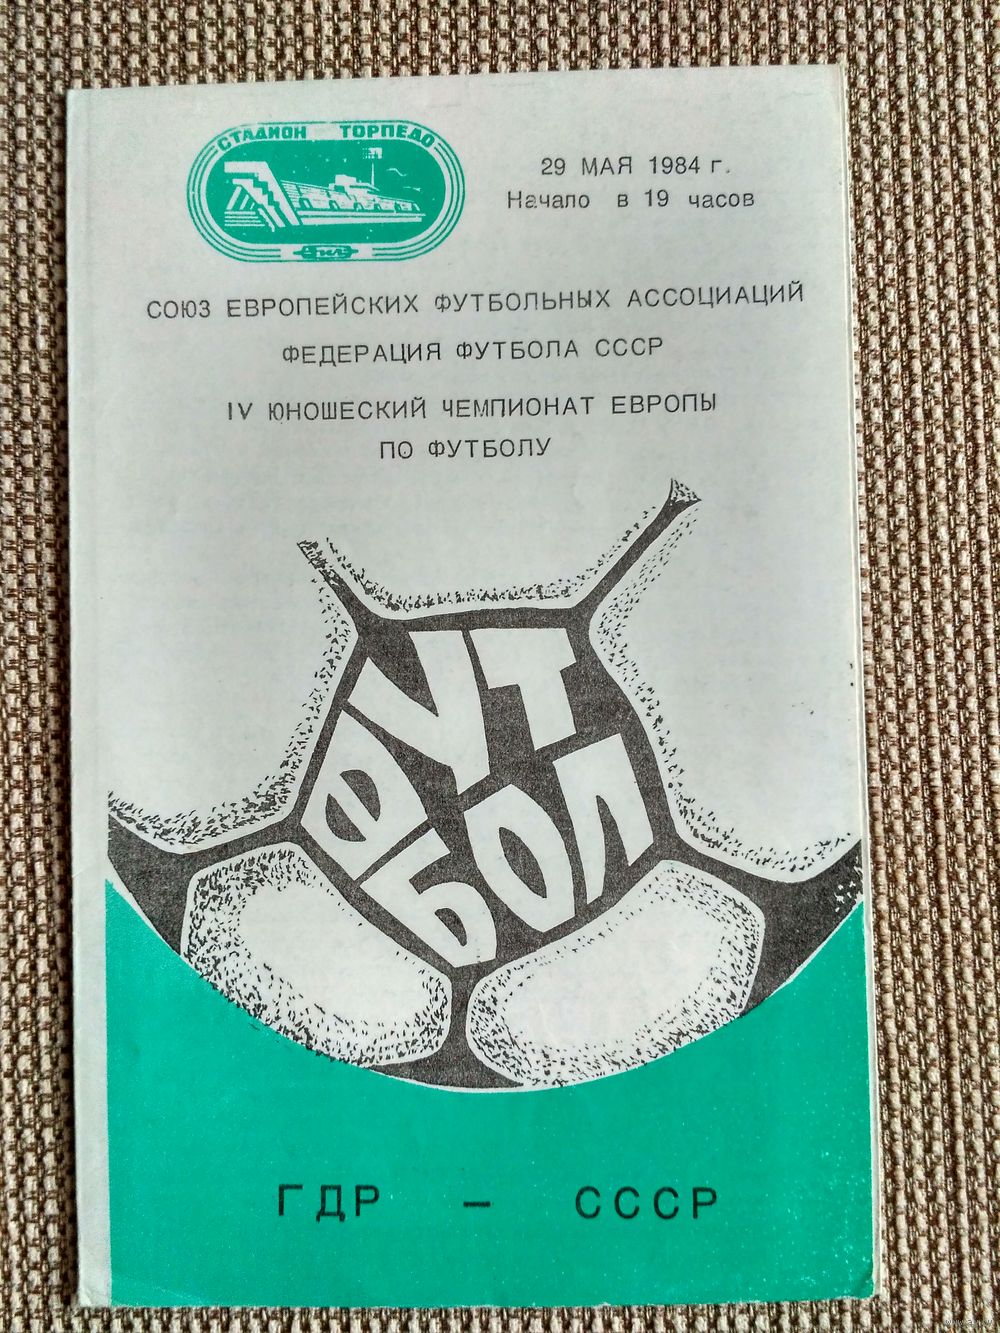 СТАДИОН ТОРПЕДО
ЗИЛ
29 МАЯ 1984 г.
Начало в 19 часов
СОЮЗ ЕВРОПЕЙСКИХ ФУТБОЛЬНЫХ АССОЦИАЦИЙ
ФЕДЕРАЦИЯ ФУТБОЛА СССР
IV ЮНОШЕСКИЙ ЧЕМПИОНАТ ЕВРОПЫ
ПО ФУТБОЛУ
ФУТ
БОЛ
ГДР – СССР